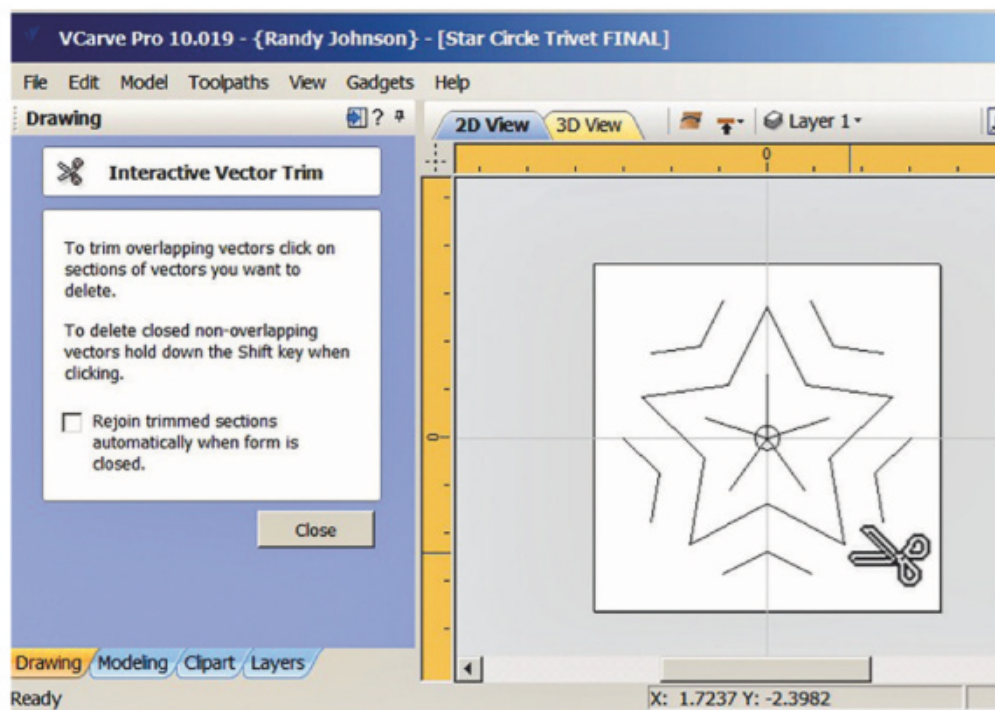 VCarve Pro 10.019 - {Randy Johnson} - [Star Circle Trivet FINAL]
File Edit Model Toolpaths View Gadgets Help
Drawing ?
2D View 3D View Layer 1
Interactive Vector Trim
To trim overlapping vectors click on
sections of vectors you want to
delete.
To delete closed non-overlapping
vectors hold down the Shift key when
clicking.
Rejoin trimmed sections
automatically when form is
closed.
Close
0
0
Drawing Modeling Clipart Layers
Ready X: 1.7237 Y: -2.3982